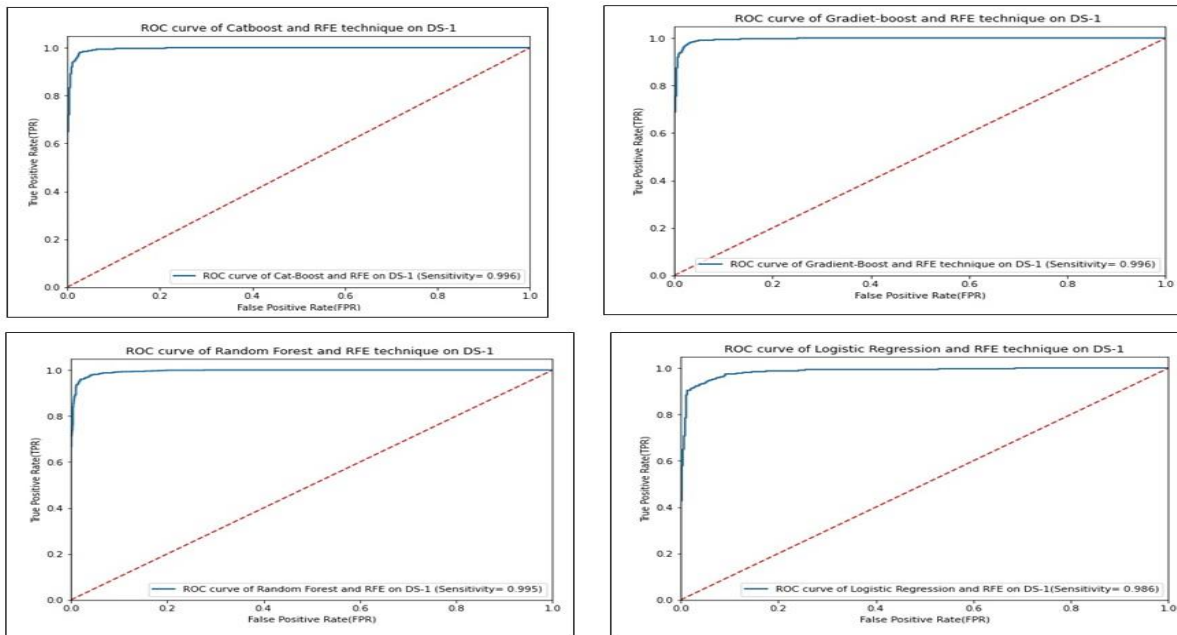 ROC curve of Catboost and RFE technique on DS-1
1.0
0.8
0.6
0.4
0.2
0.0
True Positive Rate(TPR)
ROC curve of Cat-Boost and RFE on DS-1 (Sensitivity= 0.996)
0.0 0.2 0.4 0.6 0.8 1.0
False Positive Rate(FPR)
ROC curve of Gradiet-boost and RFE technique on DS-1
1.0
0.8
0.6
0.4
0.2
0.0
True Positive Rate(TPR)
ROC curve of Gradient-Boost and RFE technique on DS-1 (Sensitivity= 0.996)
0.0 0.2 0.4 0.6 0.8 1.0
False Positive Rate(FPR)
ROC curve of Random Forest and RFE technique on DS-1
1.0
0.8
0.6
0.4
0.2
0.0
True Positive Rate(TPR)
ROC curve of Random Forest and RFE on DS-1 (Sensitivity= 0.995)
0.0 0.2 0.4 0.6 0.8 1.0
False Positive Rate(FPR)
ROC curve of Logistic Regression and RFE technique on DS-1
1.0
0.8
0.6
0.4
0.2
0.0
True Positive Rate(TPR)
ROC curve of Logistic Regression and RFE on DS-1(Sensitivity= 0.986)
0.0 0.2 0.4 0.6 0.8 1.0
False Positive Rate(FPR)